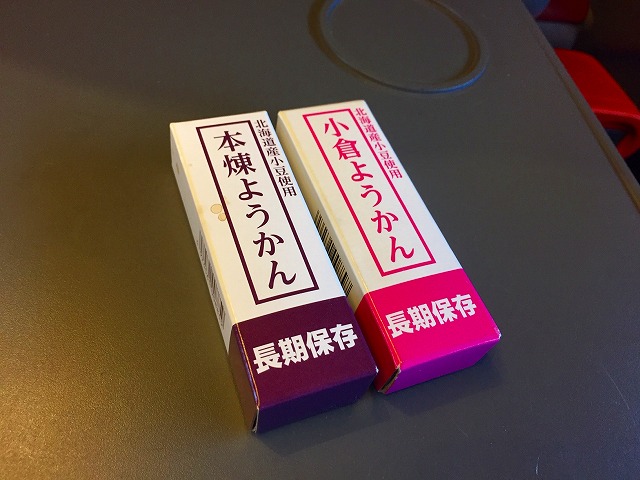 北海道産小豆使用
本煉ようかん
長期保存
北海道産小豆使用
小倉ようかん
長期保存